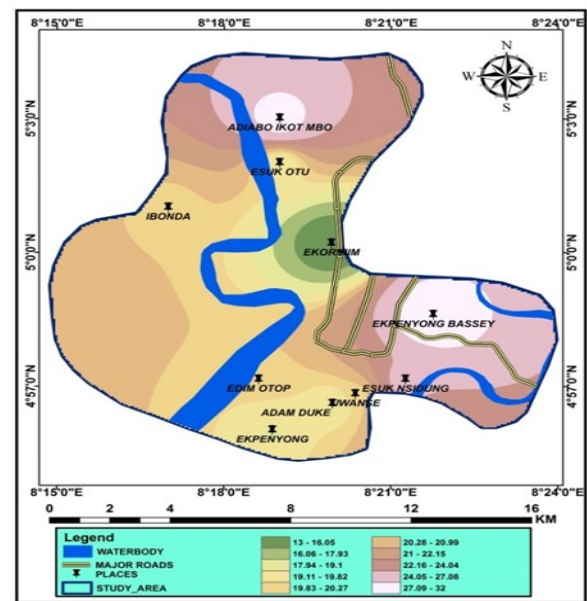 8°15'0"E 8°18'0"E 8°21'0"E 8°24'0"E
N
W E
S
5°3'0"N 5°3'0"N
ADIABO IKOT MBO
ESUK OTU
IBONDA
EKORINIM
5°0'0"N 5°0'0"N
EKPENYONG BASSEY
4°57'0"N 4°57'0"N
EDIM OTOP ESUK NSIDUNG
ADAM DUKE UWANSE
EKPENYONG
8°15'0"E 8°18'0"E 8°21'0"E 8°24'0"E
0 1 2 4 8 12 16
KM
Legend
WATERBODY
MAJOR ROADS
PLACES
STUDY_AREA
13 - 16.05
16.06 - 17.93
17.94 - 19.1
19.11 - 19.82
19.83 - 20.27
20.28 - 20.99
21 - 22.15
22.16 - 24.04
24.05 - 27.08
27.09 - 32